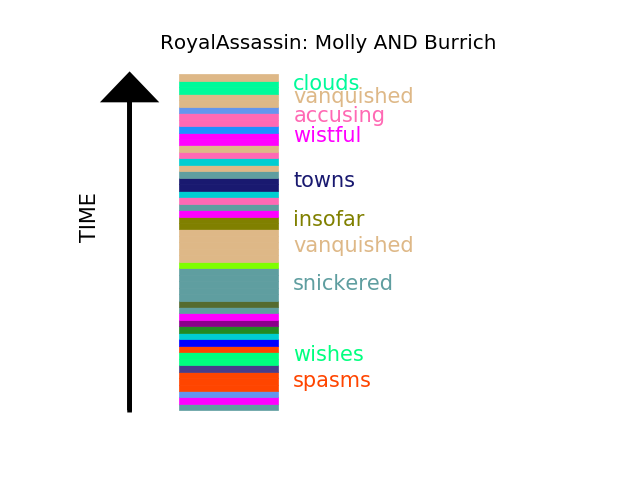 RoyalAssassin: Molly AND Burrich
clouds
vanquished
accusing
wistful
towns
insofar
vanquished
snickered
wishes
spasms
TIME